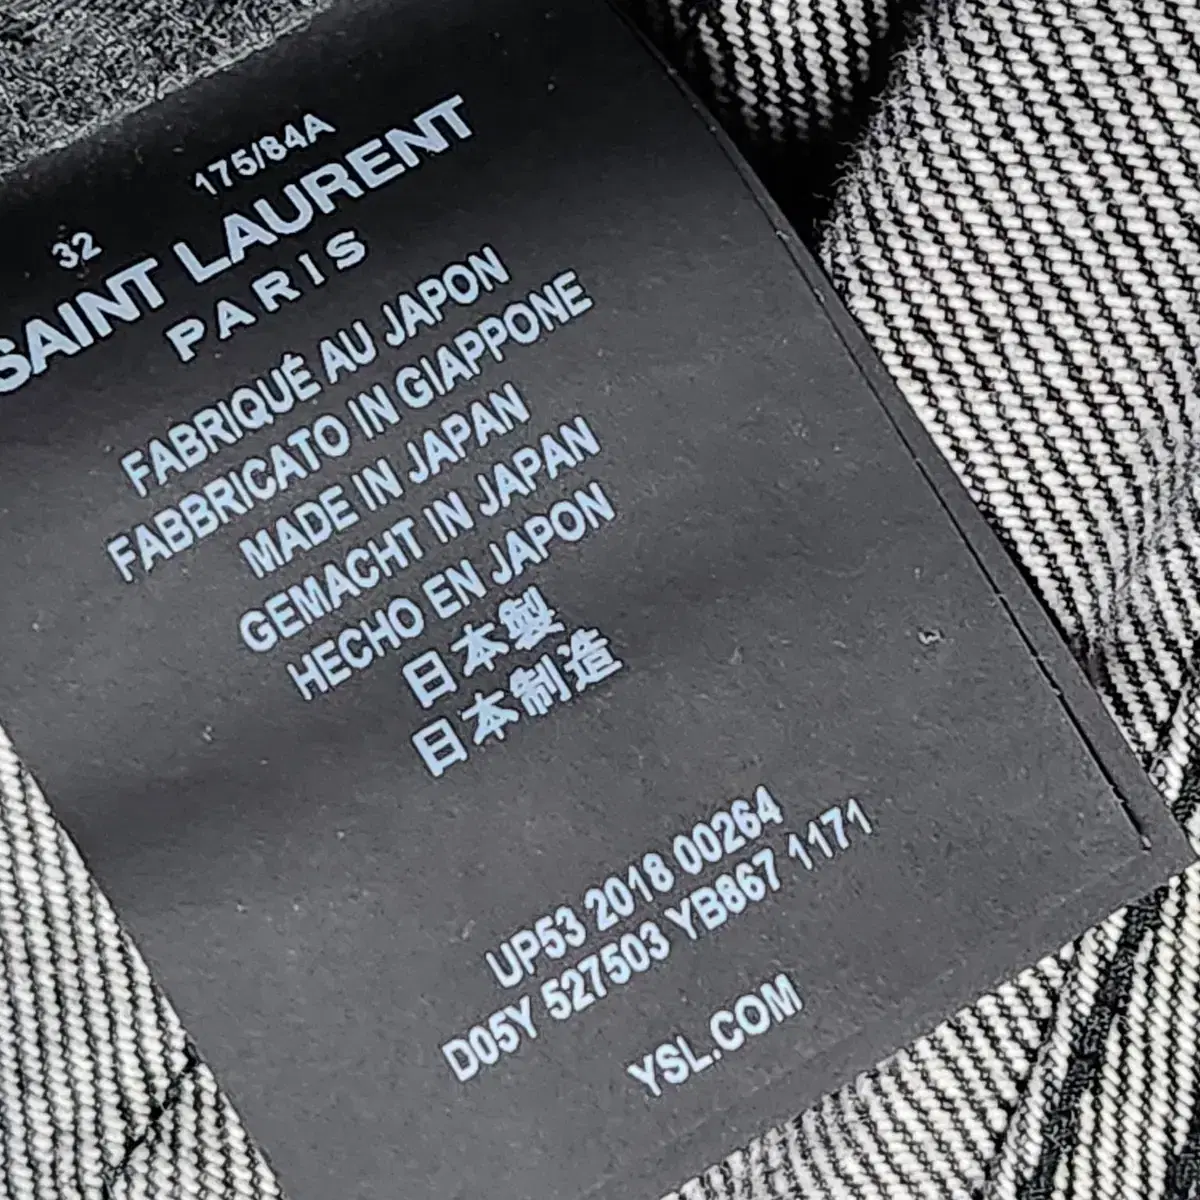 32 175/84A
SAINT LAURENT
PARIS
FABRIQUÉ AU JAPON
FABBRICATO IN GIAPPONE
MADE IN JAPAN
GEMACHT IN JAPAN
HECHO EN JAPON
日本製
日本制造
UP53 2018 00264
D05Y 527503 YB867 1171
YSL.COM